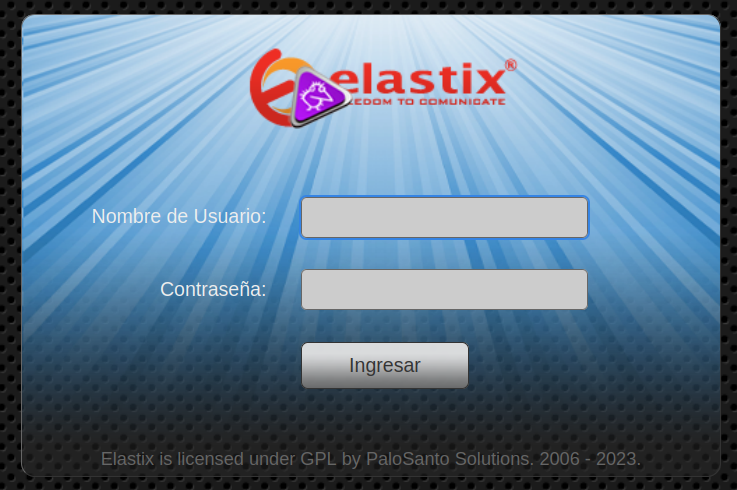 elastix®
EDOM TO COMUNICATE
Nombre de Usuario:
Contraseña:
Ingresar
Elastix is licensed under GPL by PaloSanto Solutions. 2006 - 2023.